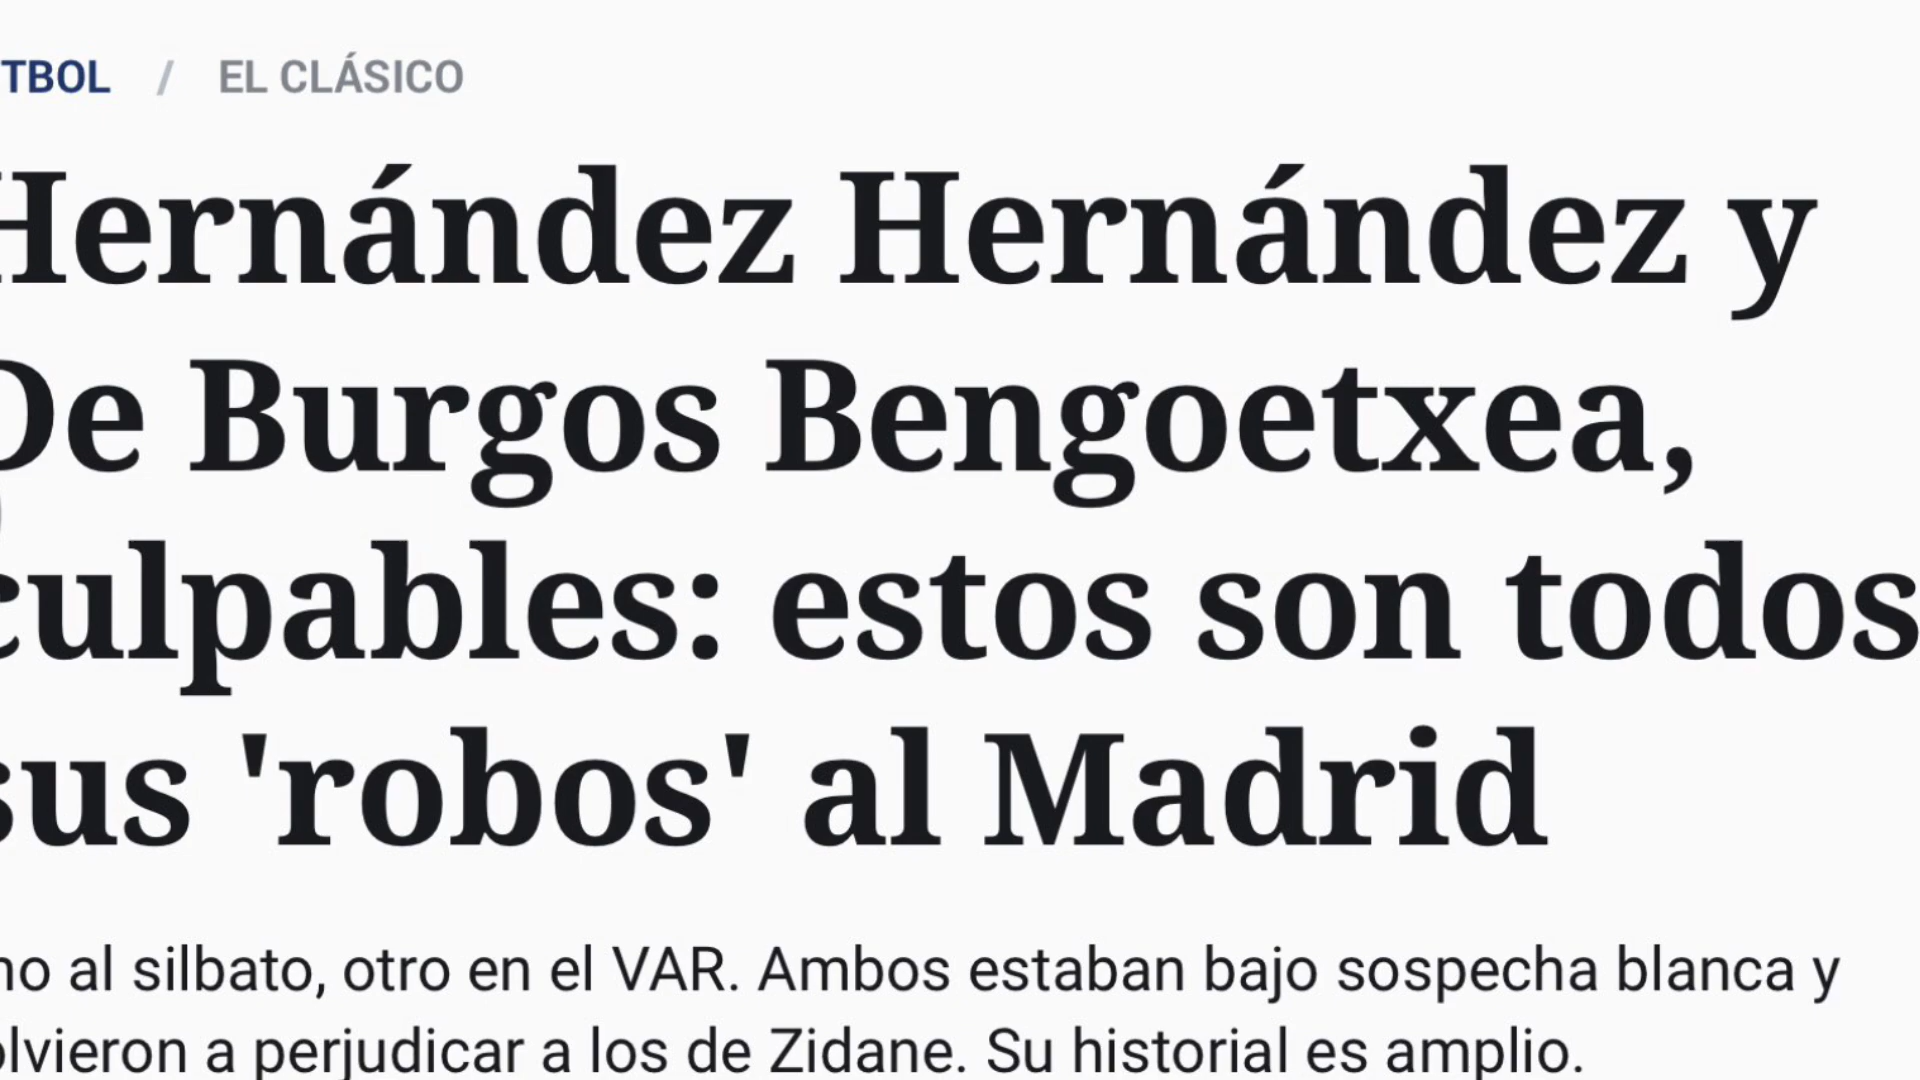 TBOL / EL CLÁSICO
Hernández Hernández y
De Burgos Bengoetxea,
culpables: estos son todos
sus 'robos' al Madrid
no al silbato, otro en el VAR. Ambos estaban bajo sospecha blanca y
olvieron a perjudicar a los de Zidane. Su historial es amplio.